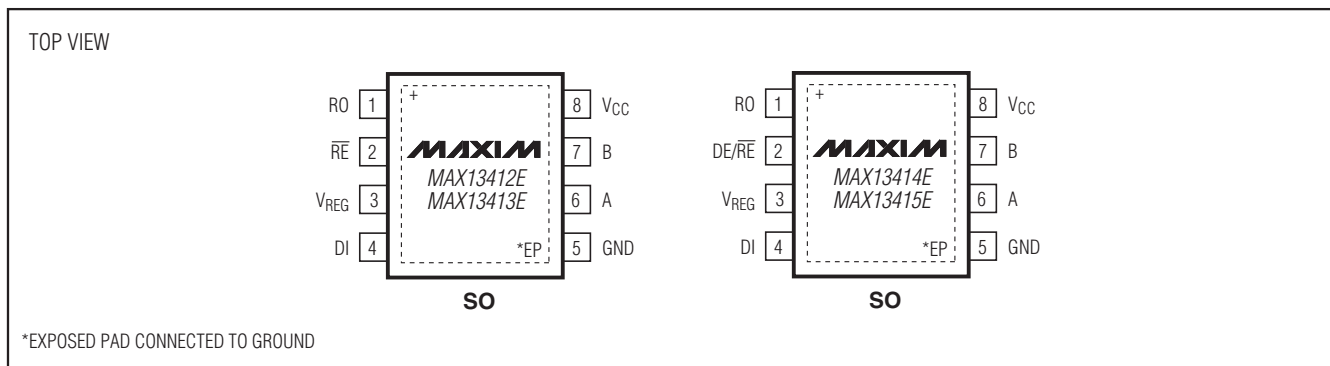 TOP VIEW
RO 1 + 8 VCC
R̅E̅ 2 MAXIM 7 B
MAX13412E
MAX13413E
VREG 3 6 A
DI 4 *EP 5 GND
SO
RO 1 + 8 VCC
DE/R̅E̅ 2 MAXIM 7 B
MAX13414E
MAX13415E
VREG 3 6 A
DI 4 *EP 5 GND
SO
*EXPOSED PAD CONNECTED TO GROUND